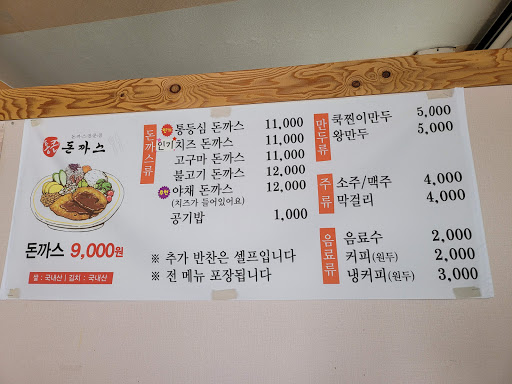 돈까스전문점
돈까스
돈까스 9,000원
쌀 : 국내산 | 김치 : 국내산
돈까스류
통등심 돈까스 11,000
인기 치즈 돈까스 11,000
고구마 돈까스 11,000
불고기 돈까스 12,000
야채 돈까스 12,000
(치즈가 들어있어요)
공기밥 1,000
※ 추가 반찬은 셀프입니다
※ 전 메뉴 포장됩니다
만두류
쿡찐이만두 5,000
왕만두 5,000
주류
소주/맥주 4,000
막걸리 4,000
음료류
음료수 2,000
커피(원두) 2,000
냉커피(원두) 3,000